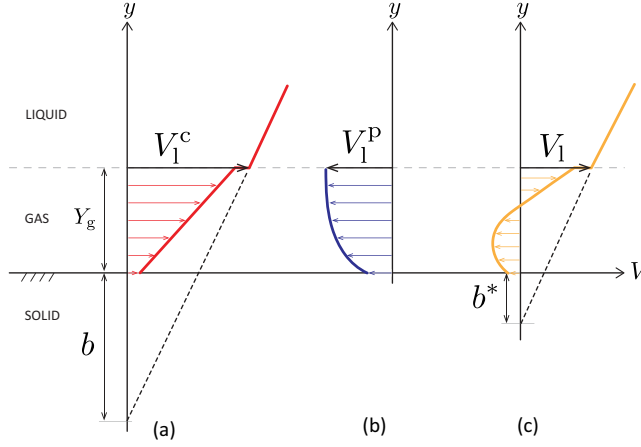 y
y
y
LIQUID
V_l^c
V_l^p
V_l
GAS
Y_g
V
SOLID
b
b*
(a)
(b)
(c)